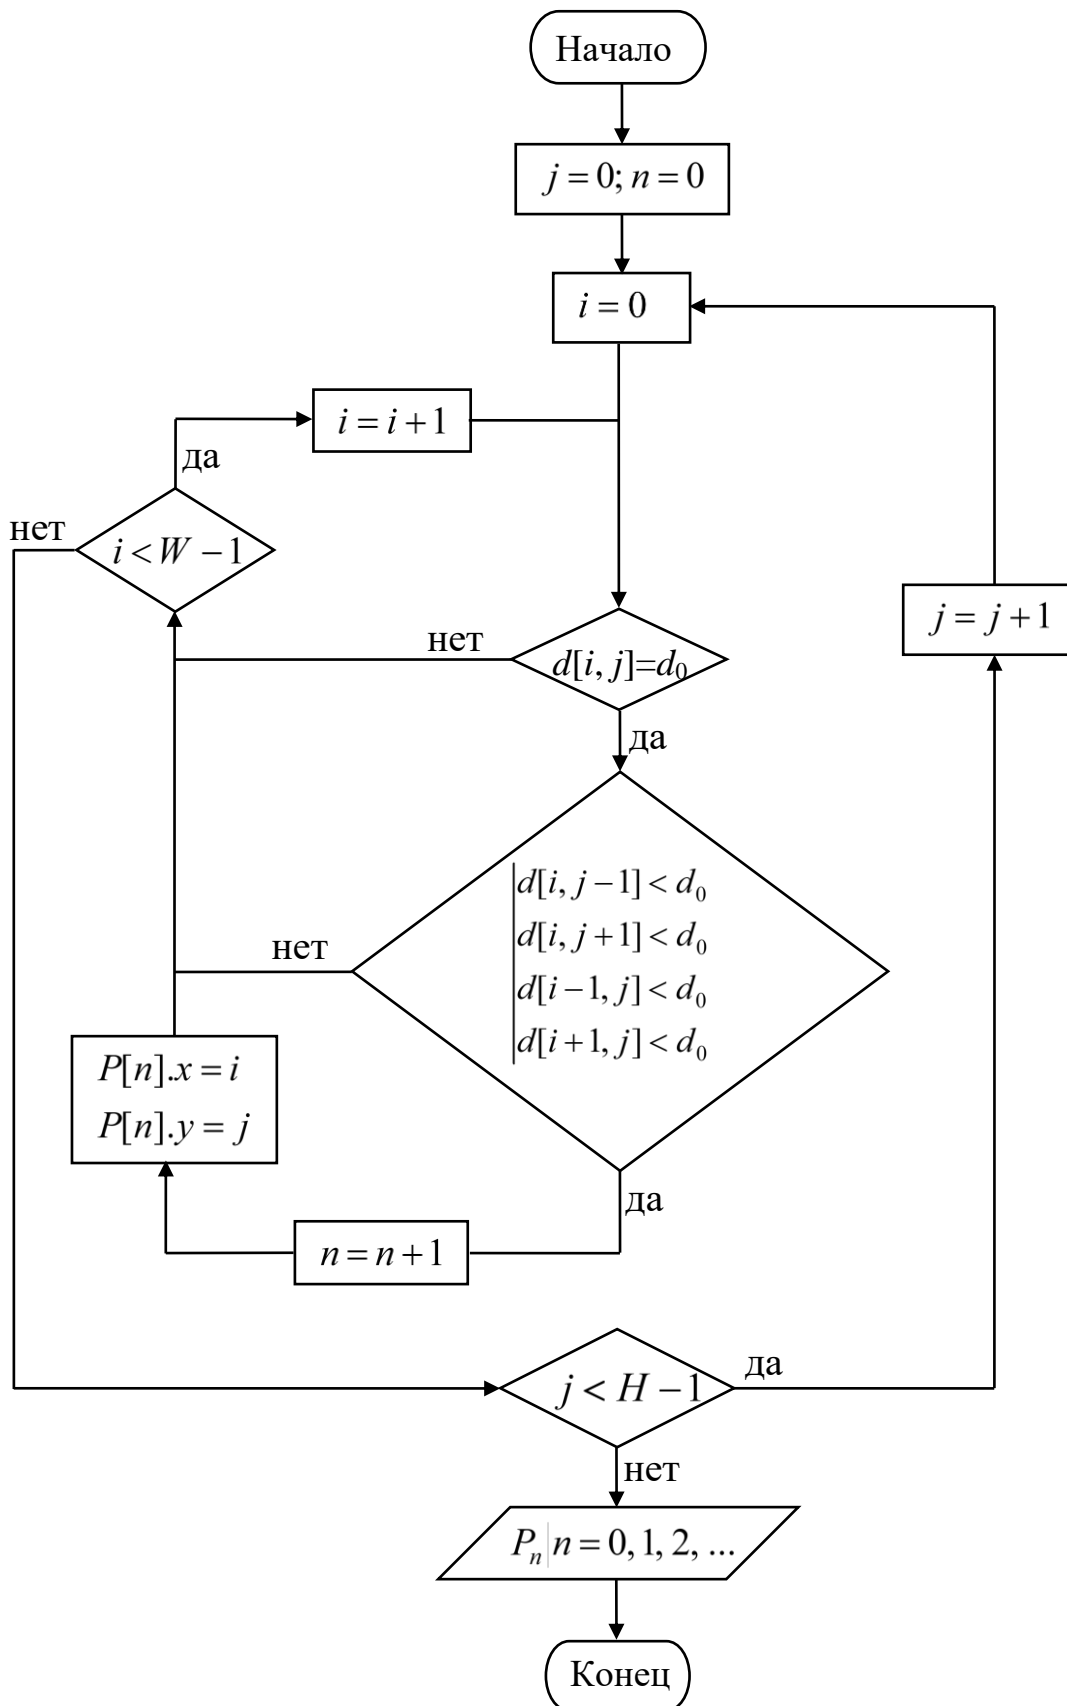 Начало
j = 0; n = 0
i = 0
i = i + 1
да
нет
i < W − 1
j = j + 1
нет
d[i, j]=d₀
да
d[i, j − 1] < d₀
d[i, j + 1] < d₀
d[i − 1, j] < d₀
d[i + 1, j] < d₀
нет
P[n].x = i
P[n].y = j
да
n = n + 1
j < H − 1
да
нет
Pₙ|n = 0, 1, 2, ...
Конец